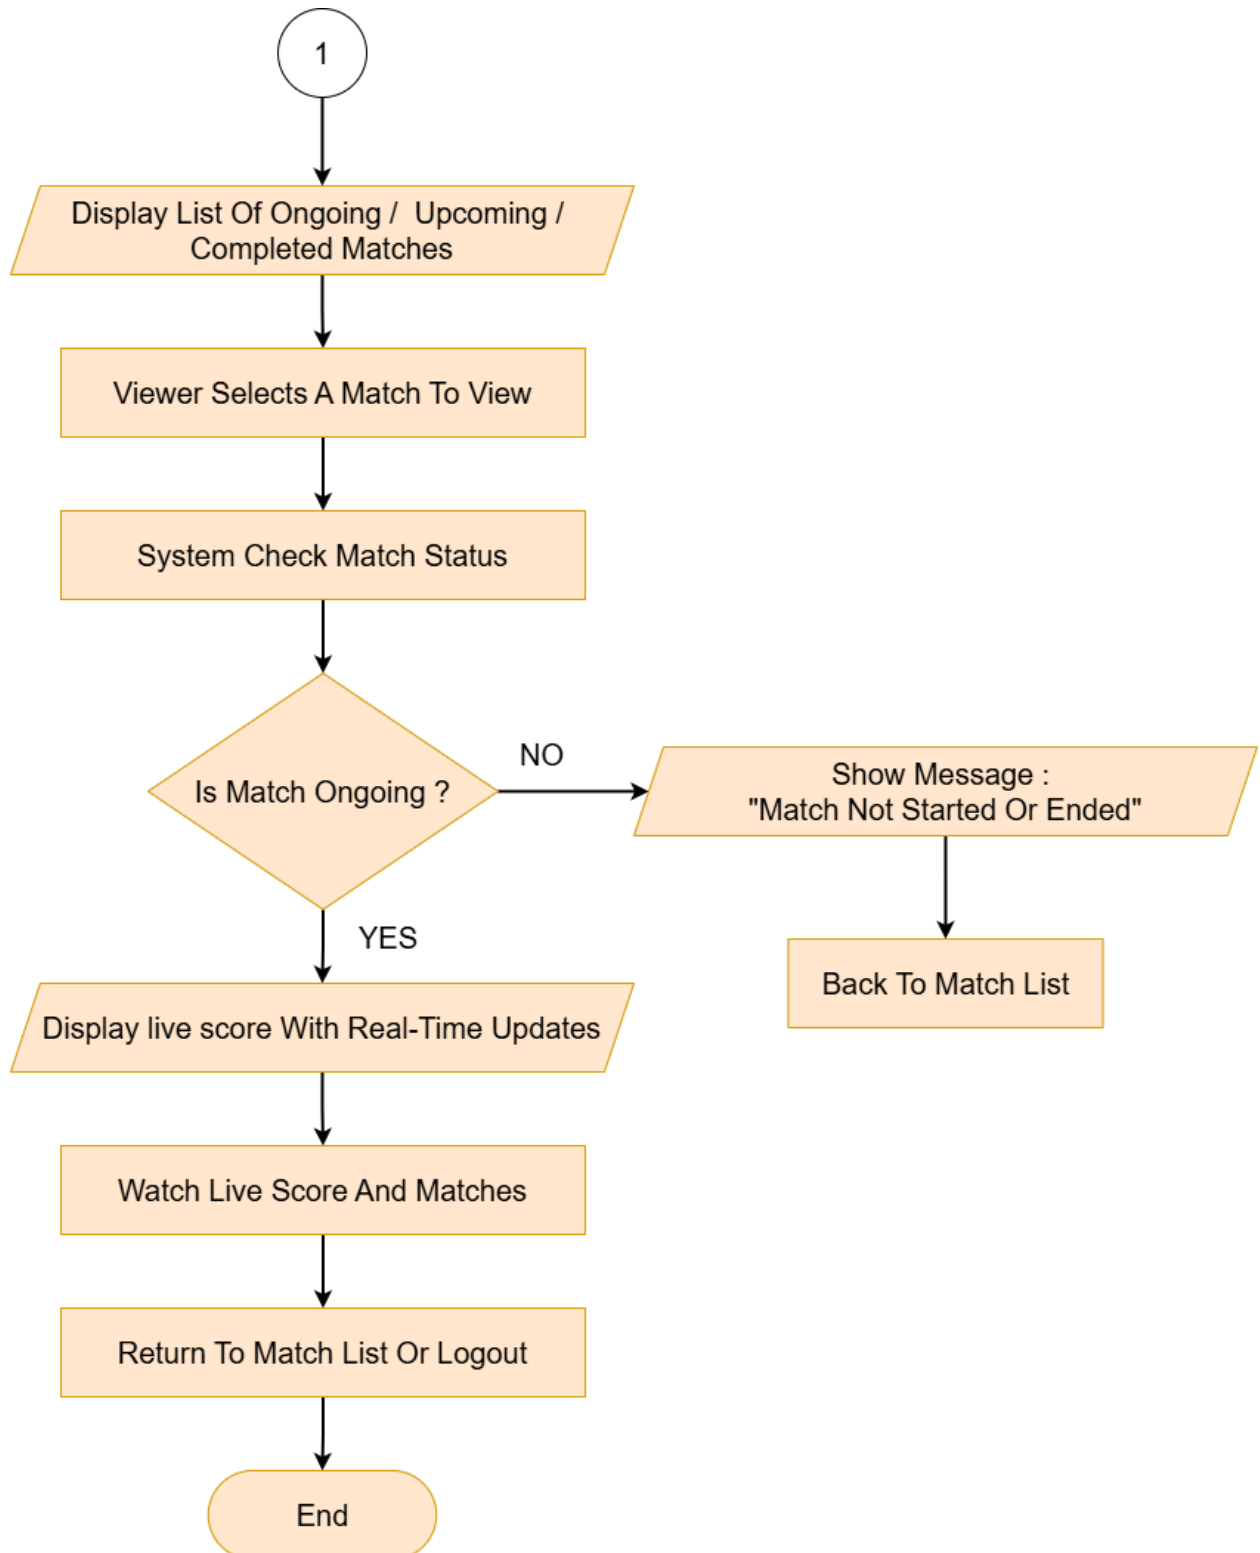 1
Display List Of Ongoing /  Upcoming /
Completed Matches
Viewer Selects A Match To View
System Check Match Status
Is Match Ongoing ?
NO
Show Message :
"Match Not Started Or Ended"
YES
Back To Match List
Display live score With Real-Time Updates
Watch Live Score And Matches
Return To Match List Or Logout
End